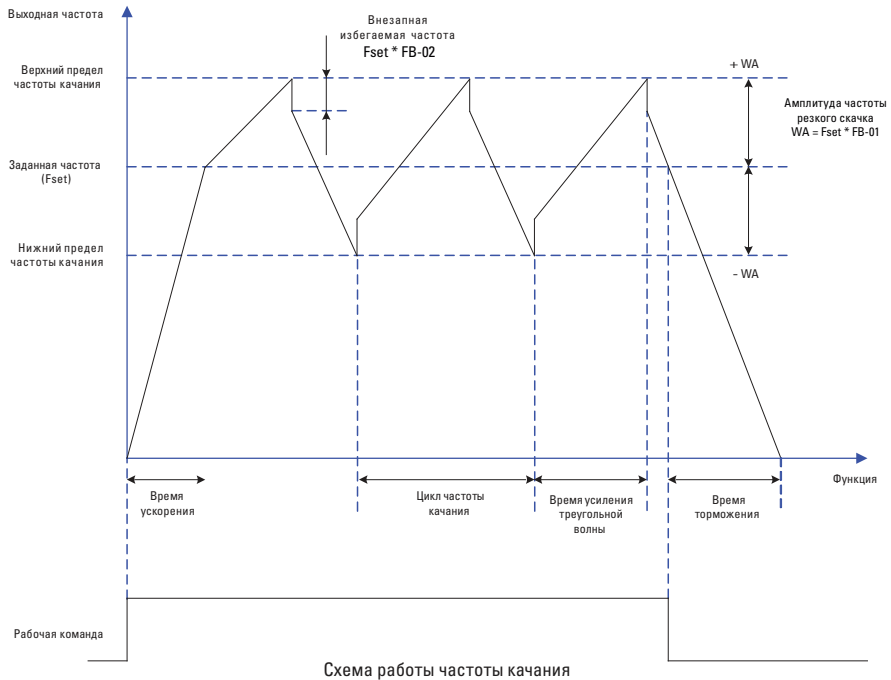 Выходная частота
Внезапная
избегаемая частота
Fset * FB-02
Верхний предел
частоты качания
+ WA
Амплитуда частоты
резкого скачка
WA = Fset * FB-01
Заданная частота
(Fset)
Нижний предел
частоты качания
- WA
Функция
Время
ускорения
Цикл частоты
качания
Время усиления
треугольной
волны
Время
торможения
Рабочая команда
Схема работы частоты качания